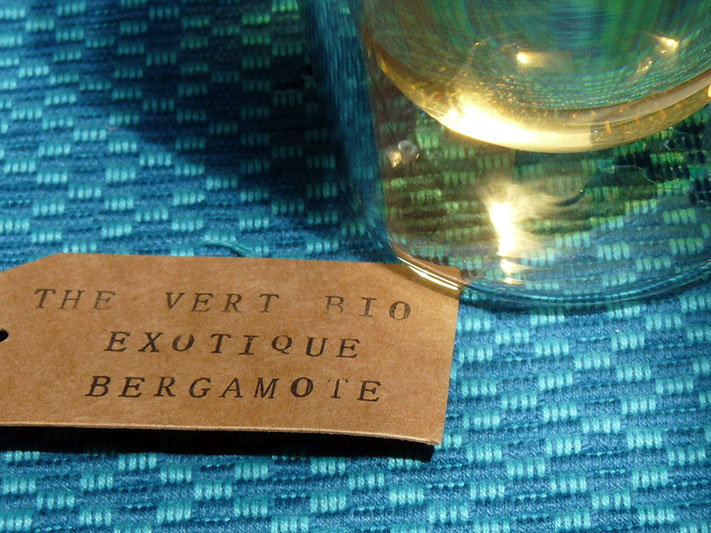 THE VERT BIO
EXOTIQUE
BERGAMOTE